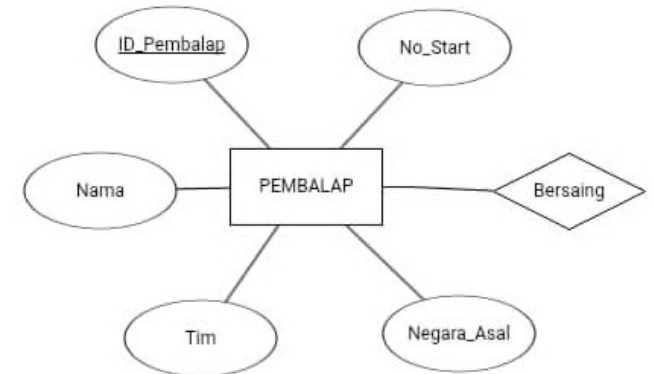 ID_Pembalap
No_Start
Nama
PEMBALAP
Bersaing
Tim
Negara_Asal